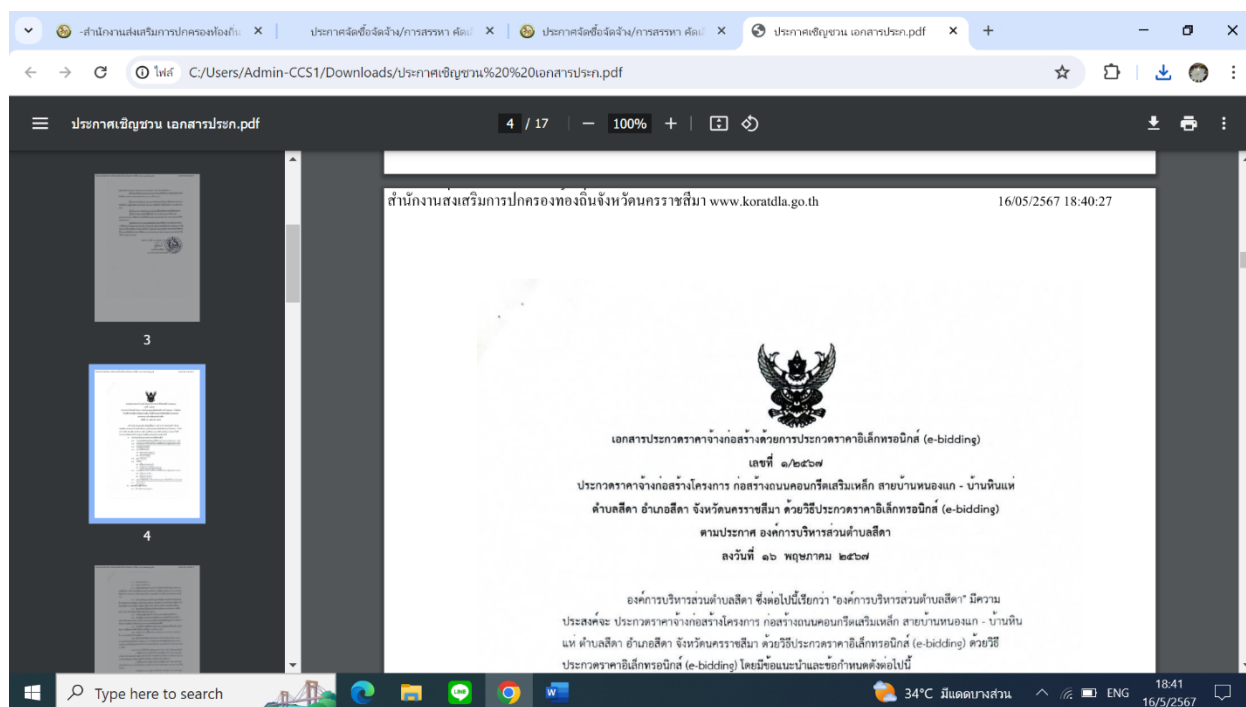 -สำนักงานส่งเสริมการปกครองท้องถิ่น
ประกาศจัดซื้อจัดจ้าง/การสรรหา คัดเ
ประกาศจัดซื้อจัดจ้าง/การสรรหา คัดเ
ประกาศเชิญชวน เอกสารประก.pdf
ไฟล์
C:/Users/Admin-CCS1/Downloads/ประกาศเชิญชวน%20%20เอกสารประก.pdf
ประกาศเชิญชวน เอกสารประก.pdf
4 / 17
100%
3
4
สำนักงานส่งเสริมการปกครองท้องถิ่นจังหวัดนครราชสีมา www.koratdla.go.th
16/05/2567 18:40:27
เอกสารประกวดราคาจ้างก่อสร้างด้วยการประกวดราคาอิเล็กทรอนิกส์ (e-bidding)
เลขที่ ๑/๒๕๖๗
ประกวดราคาจ้างก่อสร้างโครงการ ก่อสร้างถนนคอนกรีตเสริมเหล็ก สายบ้านหนองแก - บ้านหินแห่
ตำบลสีดา อำเภอสีดา จังหวัดนครราชสีมา ด้วยวิธีประกวดราคาอิเล็กทรอนิกส์ (e-bidding)
ตามประกาศ องค์การบริหารส่วนตำบลสีดา
ลงวันที่ ๑๖ พฤษภาคม ๒๕๖๗
องค์การบริหารส่วนตำบลสีดา ซึ่งต่อไปนี้เรียกว่า "องค์การบริหารส่วนตำบลสีดา" มีความ
ประสงค์จะ ประกวดราคาจ้างก่อสร้างโครงการ ก่อสร้างถนนคอนกรีตเสริมเหล็ก สายบ้านหนองแก - บ้านหิน
แห่ ตำบลสีดา อำเภอสีดา จังหวัดนครราชสีมา ด้วยวิธีประกวดราคาอิเล็กทรอนิกส์ (e-bidding) ด้วยวิธี
ประกวดราคาอิเล็กทรอนิกส์ (e-bidding) โดยมีข้อแนะนำและข้อกำหนดดังต่อไปนี้
Type here to search
34°C มีแดดบางส่วน
ENG
18:41
16/5/2567